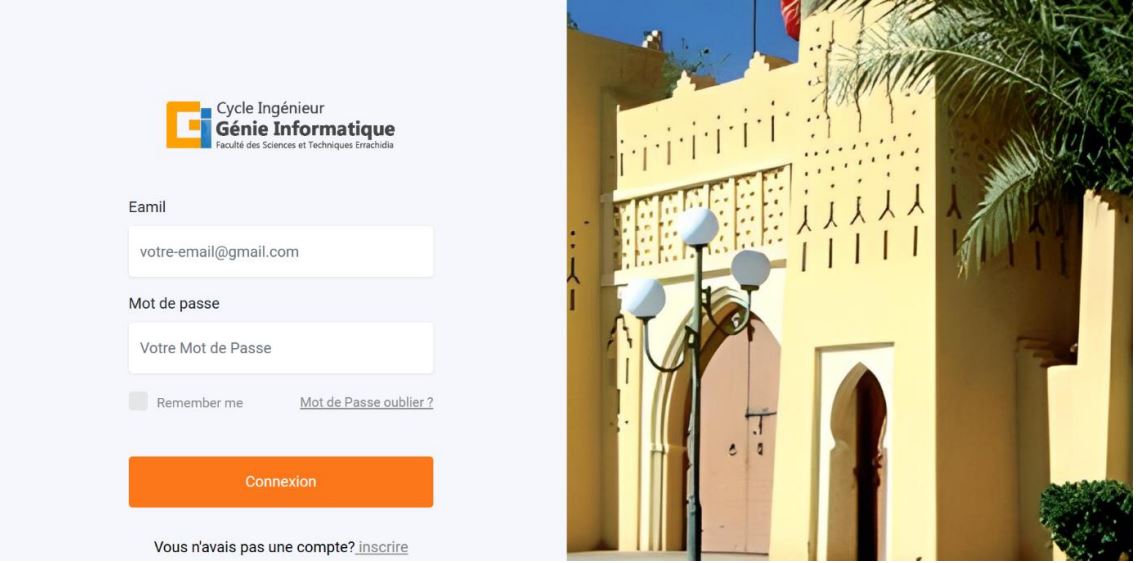 Cycle Ingénieur
Génie Informatique
Faculté des Sciences et Techniques Errachidia
Eamil
votre-email@gmail.com
Mot de passe
Votre Mot de Passe
Remember me
Mot de Passe oublier ?
Connexion
Vous n'avais pas une compte? inscrire